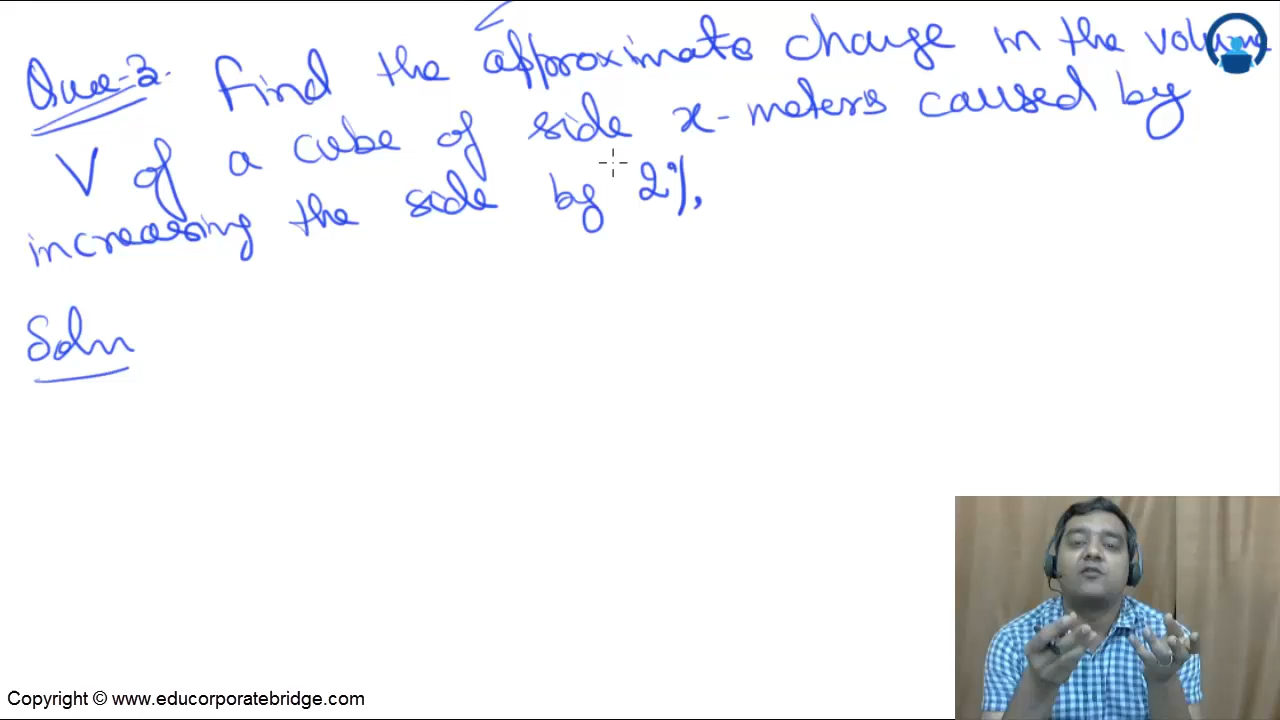 Que-3. Find the approximate change in the volume
V of a cube of side x-meters caused by
increasing the side by 2%.
Soln
Copyright © www.educorporatebridge.com